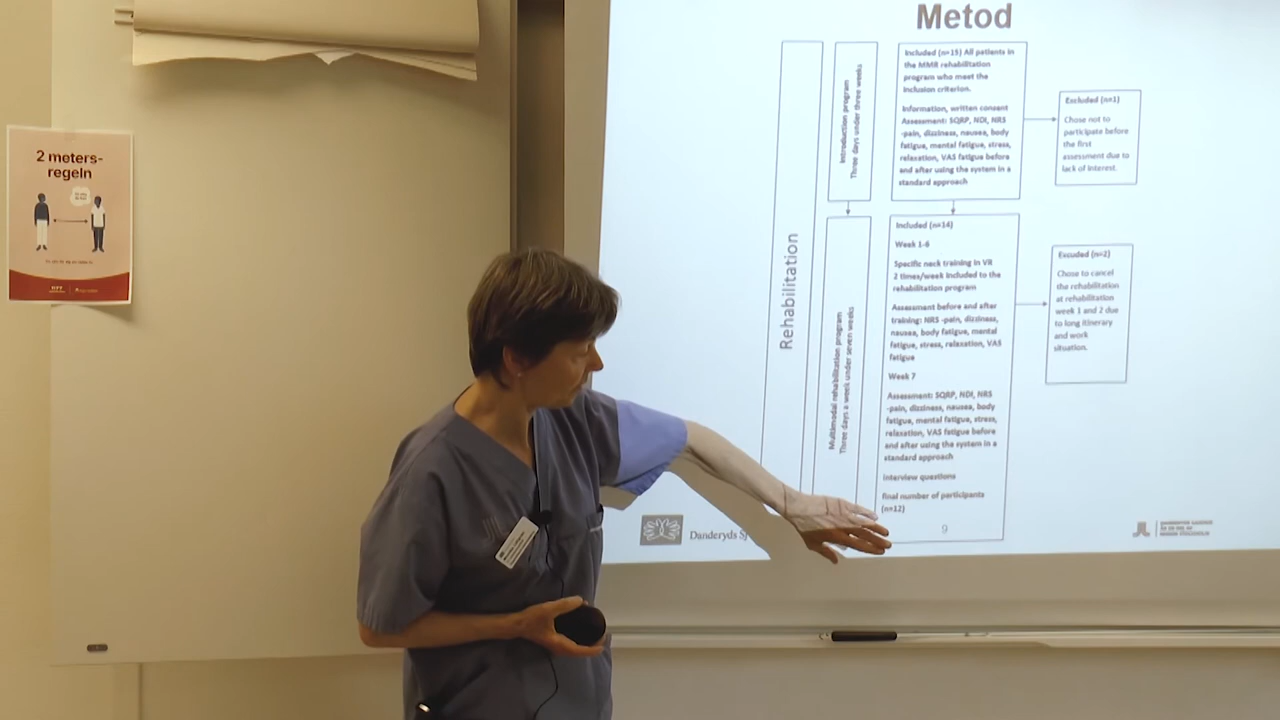 Metod
2 meters-
regeln
Rehabilitation
Introduction program
Three days under three weeks
Multimodal rehabilitation program
Three days a week under seven weeks
Included (n=15) All patients in
the MMR rehabilitation
program who meet the
inclusion criterion.
Information, written consent
Assessment: SQRP, NDI, NRS
-pain, dizziness, nausea, body
fatigue, mental fatigue, stress,
relaxation, VAS fatigue before
and after using the system in a
standard approach
Excluded (n=1)
Chose not to
participate before
the first
assessment due to
lack of interest.
Included (n=14)
Week 1-6
Specific neck training in VR
2 times/week included to the
rehabilitation program
Assessment before and after
training: NRS -pain, dizziness,
nausea, body fatigue, mental
fatigue, stress, relaxation, VAS
fatigue
Week 7
Assessment: SQRP, NDI, NRS
-pain, dizziness, nausea, body
fatigue, mental fatigue, stress,
relaxation, VAS fatigue before
and after using the system in a
standard approach
Interview questions
final number of participants
(n=12)
Excuded (n=2)
Chose to cancel
the rehabilitation
at rehabilitation
week 1 and 2 due
to long itinerary
and work
situation.
9
Danderyds Sj